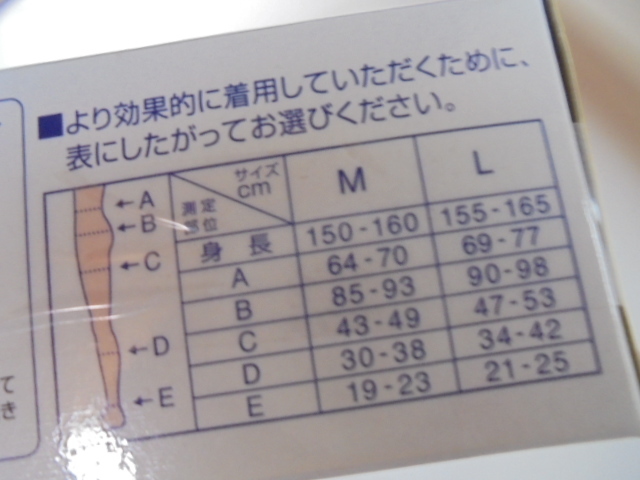 ■より効果的に着用していただくために、
表にしたがってお選びください。
サイズ cm 測定部位 M L
身長 150-160 155-165
A 64-70 69-77
B 85-93 90-98
C 43-49 47-53
D 30-38 34-42
E 19-23 21-25
A
B
C
D
E
て
き